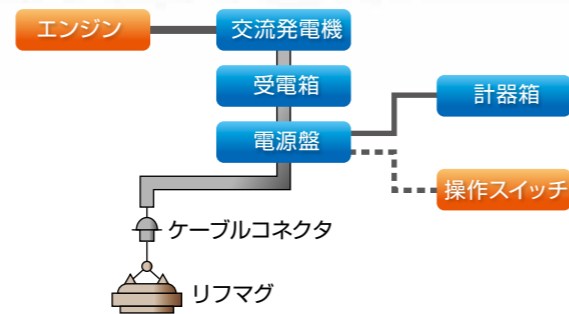 エンジン
交流発電機
受電箱
計器箱
電源盤
操作スイッチ
ケーブルコネクタ
リフマグ